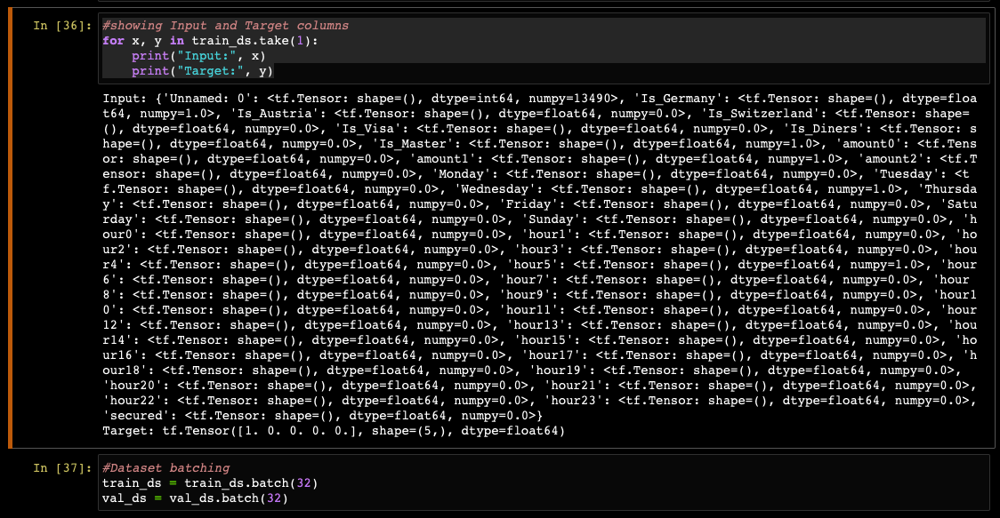 In [36]: #showing Input and Target columns
for x, y in train_ds.take(1):
    print("Input:", x)
    print("Target:", y)
Input: {'Unnamed: 0': <tf.Tensor: shape=(), dtype=int64, numpy=13490>, 'Is_Germany': <tf.Tensor: shape=(), dtype=floa
t64, numpy=1.0>, 'Is_Austria': <tf.Tensor: shape=(), dtype=float64, numpy=0.0>, 'Is_Switzerland': <tf.Tensor: shape=
(), dtype=float64, numpy=0.0>, 'Is_Visa': <tf.Tensor: shape=(), dtype=float64, numpy=0.0>, 'Is_Diners': <tf.Tensor: s
hape=(), dtype=float64, numpy=0.0>, 'Is_Master': <tf.Tensor: shape=(), dtype=float64, numpy=1.0>, 'amount0': <tf.Tens
or: shape=(), dtype=float64, numpy=0.0>, 'amount1': <tf.Tensor: shape=(), dtype=float64, numpy=1.0>, 'amount2': <tf.T
ensor: shape=(), dtype=float64, numpy=0.0>, 'Monday': <tf.Tensor: shape=(), dtype=float64, numpy=0.0>, 'Tuesday': <t
f.Tensor: shape=(), dtype=float64, numpy=0.0>, 'Wednesday': <tf.Tensor: shape=(), dtype=float64, numpy=1.0>, 'Thursda
y': <tf.Tensor: shape=(), dtype=float64, numpy=0.0>, 'Friday': <tf.Tensor: shape=(), dtype=float64, numpy=0.0>, 'Satu
rday': <tf.Tensor: shape=(), dtype=float64, numpy=0.0>, 'Sunday': <tf.Tensor: shape=(), dtype=float64, numpy=0.0>, 'h
our0': <tf.Tensor: shape=(), dtype=float64, numpy=0.0>, 'hour1': <tf.Tensor: shape=(), dtype=float64, numpy=0.0>, 'ho
ur2': <tf.Tensor: shape=(), dtype=float64, numpy=0.0>, 'hour3': <tf.Tensor: shape=(), dtype=float64, numpy=0.0>, 'hou
r4': <tf.Tensor: shape=(), dtype=float64, numpy=0.0>, 'hour5': <tf.Tensor: shape=(), dtype=float64, numpy=1.0>, 'hour
6': <tf.Tensor: shape=(), dtype=float64, numpy=0.0>, 'hour7': <tf.Tensor: shape=(), dtype=float64, numpy=0.0>, 'hour
8': <tf.Tensor: shape=(), dtype=float64, numpy=0.0>, 'hour9': <tf.Tensor: shape=(), dtype=float64, numpy=0.0>, 'hour1
0': <tf.Tensor: shape=(), dtype=float64, numpy=0.0>, 'hour11': <tf.Tensor: shape=(), dtype=float64, numpy=0.0>, 'hour
12': <tf.Tensor: shape=(), dtype=float64, numpy=0.0>, 'hour13': <tf.Tensor: shape=(), dtype=float64, numpy=0.0>, 'hou
r14': <tf.Tensor: shape=(), dtype=float64, numpy=0.0>, 'hour15': <tf.Tensor: shape=(), dtype=float64, numpy=0.0>, 'ho
ur16': <tf.Tensor: shape=(), dtype=float64, numpy=0.0>, 'hour17': <tf.Tensor: shape=(), dtype=float64, numpy=0.0>, 'h
our18': <tf.Tensor: shape=(), dtype=float64, numpy=0.0>, 'hour19': <tf.Tensor: shape=(), dtype=float64, numpy=0.0>,
'hour20': <tf.Tensor: shape=(), dtype=float64, numpy=0.0>, 'hour21': <tf.Tensor: shape=(), dtype=float64, numpy=0.0>,
'hour22': <tf.Tensor: shape=(), dtype=float64, numpy=0.0>, 'hour23': <tf.Tensor: shape=(), dtype=float64, numpy=0.0>,
'secured': <tf.Tensor: shape=(), dtype=float64, numpy=0.0>}
Target: tf.Tensor([1. 0. 0. 0. 0.], shape=(5,), dtype=float64)
In [37]: #Dataset batching
train_ds = train_ds.batch(32)
val_ds = val_ds.batch(32)